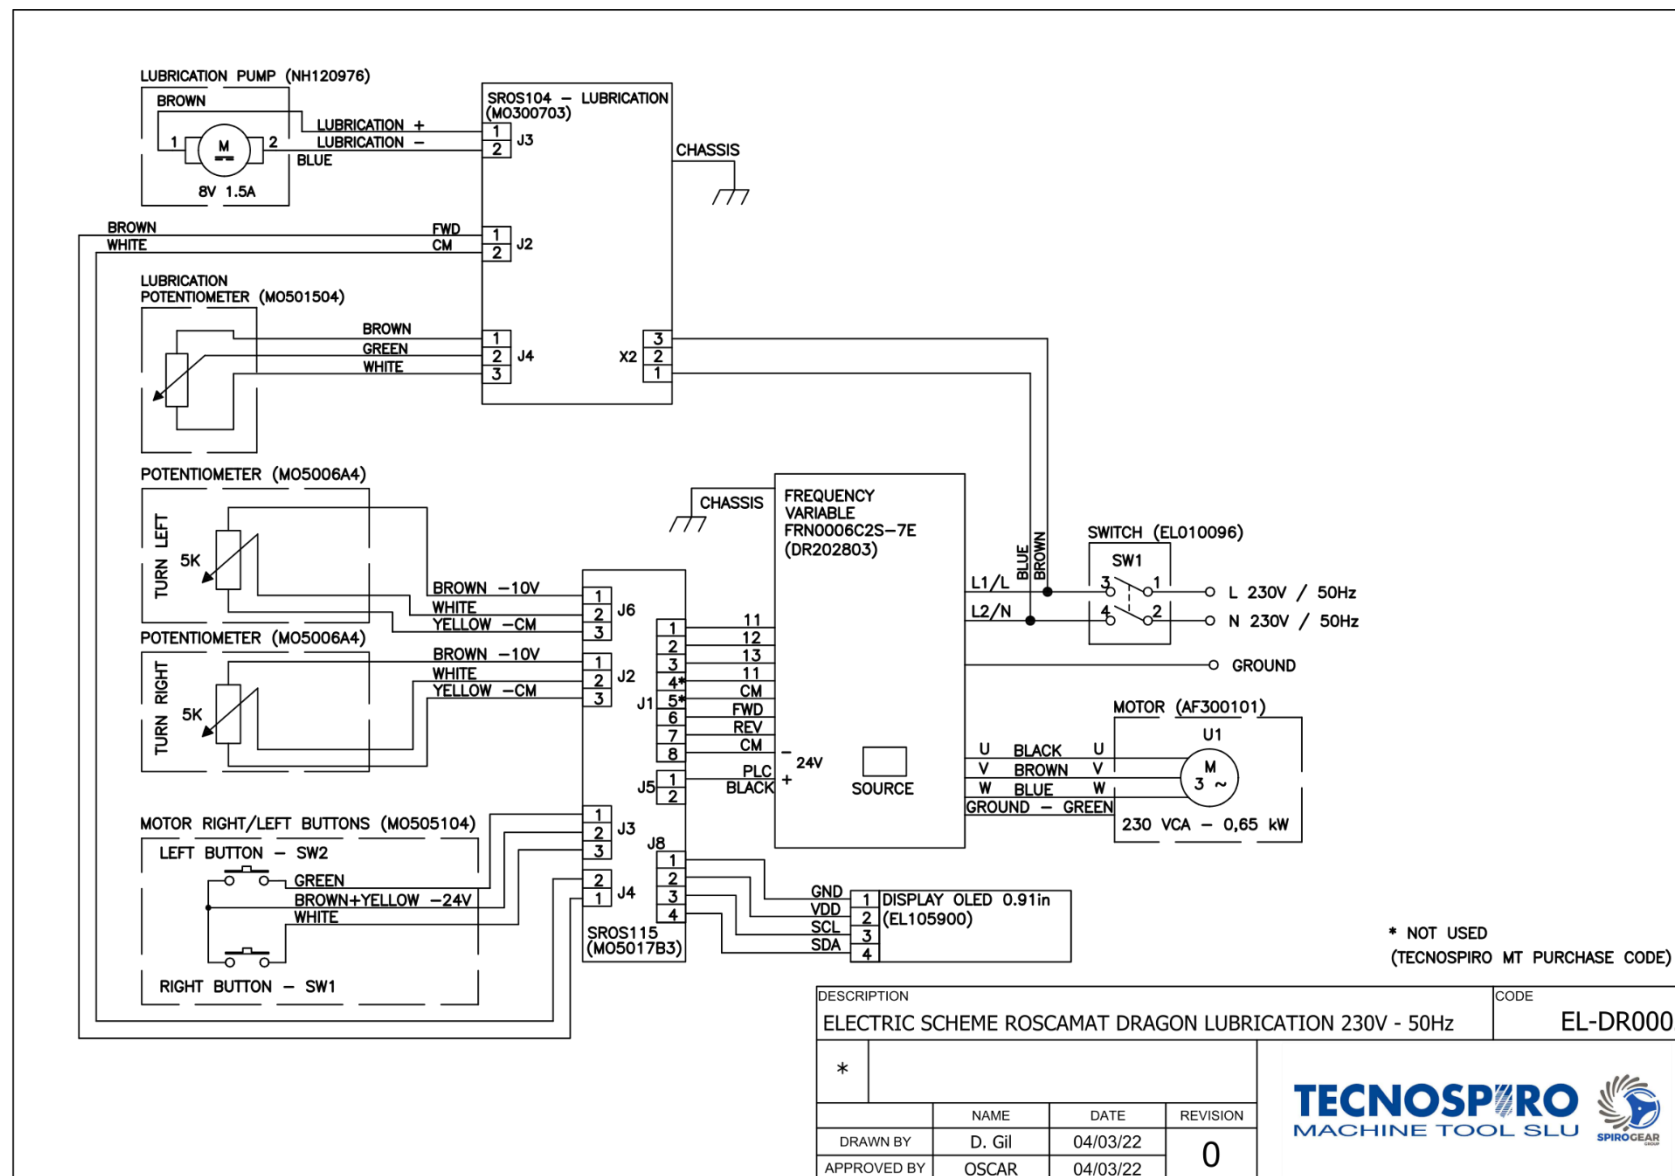 LUBRICATION PUMP (NH120976)
BROWN
LUBRICATION +
LUBRICATION -
1
M
2
BLUE
8V 1.5A
SROS104 - LUBRICATION
(MO300703)
1
2
J3
CHASSIS
BROWN
WHITE
FWD
CM
1
2
J2
LUBRICATION
POTENTIOMETER (MO501504)
BROWN
GREEN
WHITE
1
2
3
J4
X2
3
2
1
POTENTIOMETER (MO5006A4)
TURN LEFT
5K
BROWN -10V
WHITE
YELLOW -CM
1
2
3
J6
POTENTIOMETER (MO5006A4)
TURN RIGHT
5K
BROWN -10V
WHITE
YELLOW -CM
1
2
3
J2
J1
1
2
3
4*
5*
6
7
8
11
12
13
11
CM
FWD
REV
CM
J5
1
2
PLC
BLACK
CHASSIS
FREQUENCY
VARIABLE
FRN0006C2S-7E
(DR202803)
-
24V
+
SOURCE
L1/L
L2/N
BLUE
BROWN
SWITCH (EL010096)
SW1
3
1
4
2
L 230V / 50Hz
N 230V / 50Hz
GROUND
MOTOR (AF300101)
U1
U BLACK U
V BROWN V
W BLUE W
GROUND - GREEN
M
3 ~
230 VCA - 0,65 kW
MOTOR RIGHT/LEFT BUTTONS (MO505104)
LEFT BUTTON - SW2
GREEN
BROWN+YELLOW -24V
WHITE
RIGHT BUTTON - SW1
1
2
3
J3
2
1
J4
J8
1
2
3
4
SROS115
(MO5017B3)
GND
VDD
SCL
SDA
1
2
3
4
DISPLAY OLED 0.91in
(EL105900)
* NOT USED
(TECNOSPIRO MT PURCHASE CODE)
DESCRIPTION
ELECTRIC SCHEME ROSCAMAT DRAGON LUBRICATION 230V - 50Hz
CODE
EL-DR000
*
NAME DATE REVISION
DRAWN BY D. Gil 04/03/22
0
APPROVED BY OSCAR 04/03/22
TECNOSPIRO
MACHINE TOOL SLU
SPIROGEAR
GROUP